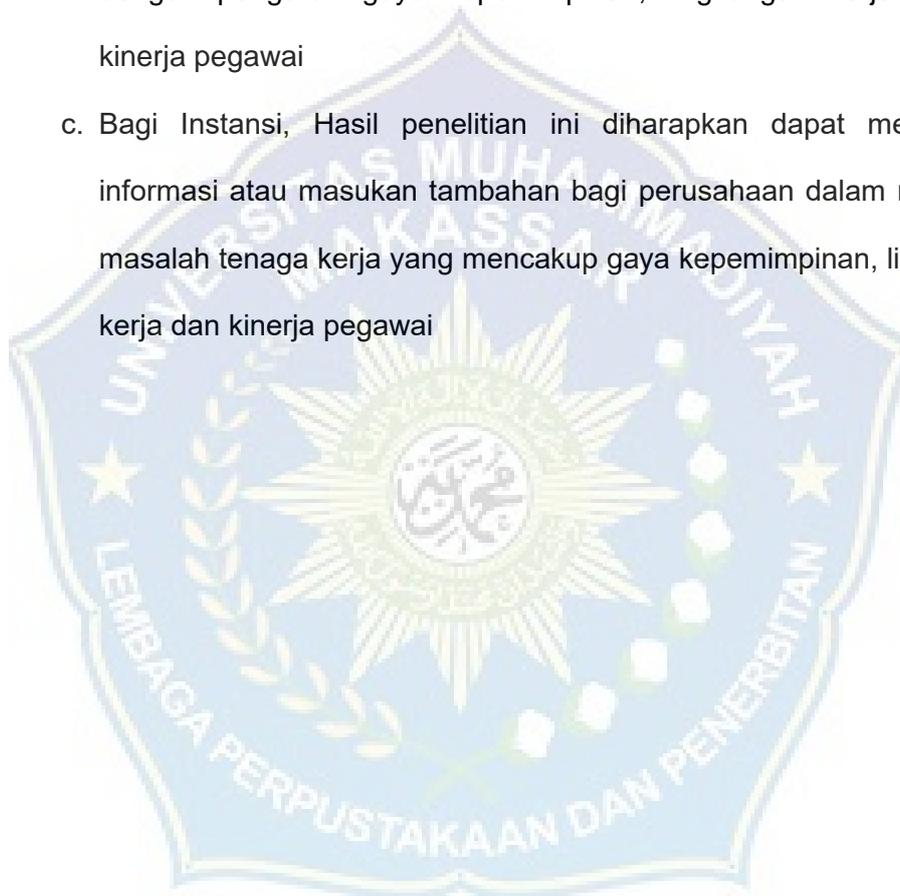 kinerja pegawai
c. Bagi Instansi, Hasil penelitian ini diharapkan dapat me
informasi atau masukan tambahan bagi perusahaan dalam
masalah tenaga kerja yang mencakup gaya kepemimpinan, li
kerja dan kinerja pegawai
UNIVERSITAS MUHAMMADIYAH
MAKASSAR
LEMBAGA PERPUSTAKAAN DAN PENERBITAN